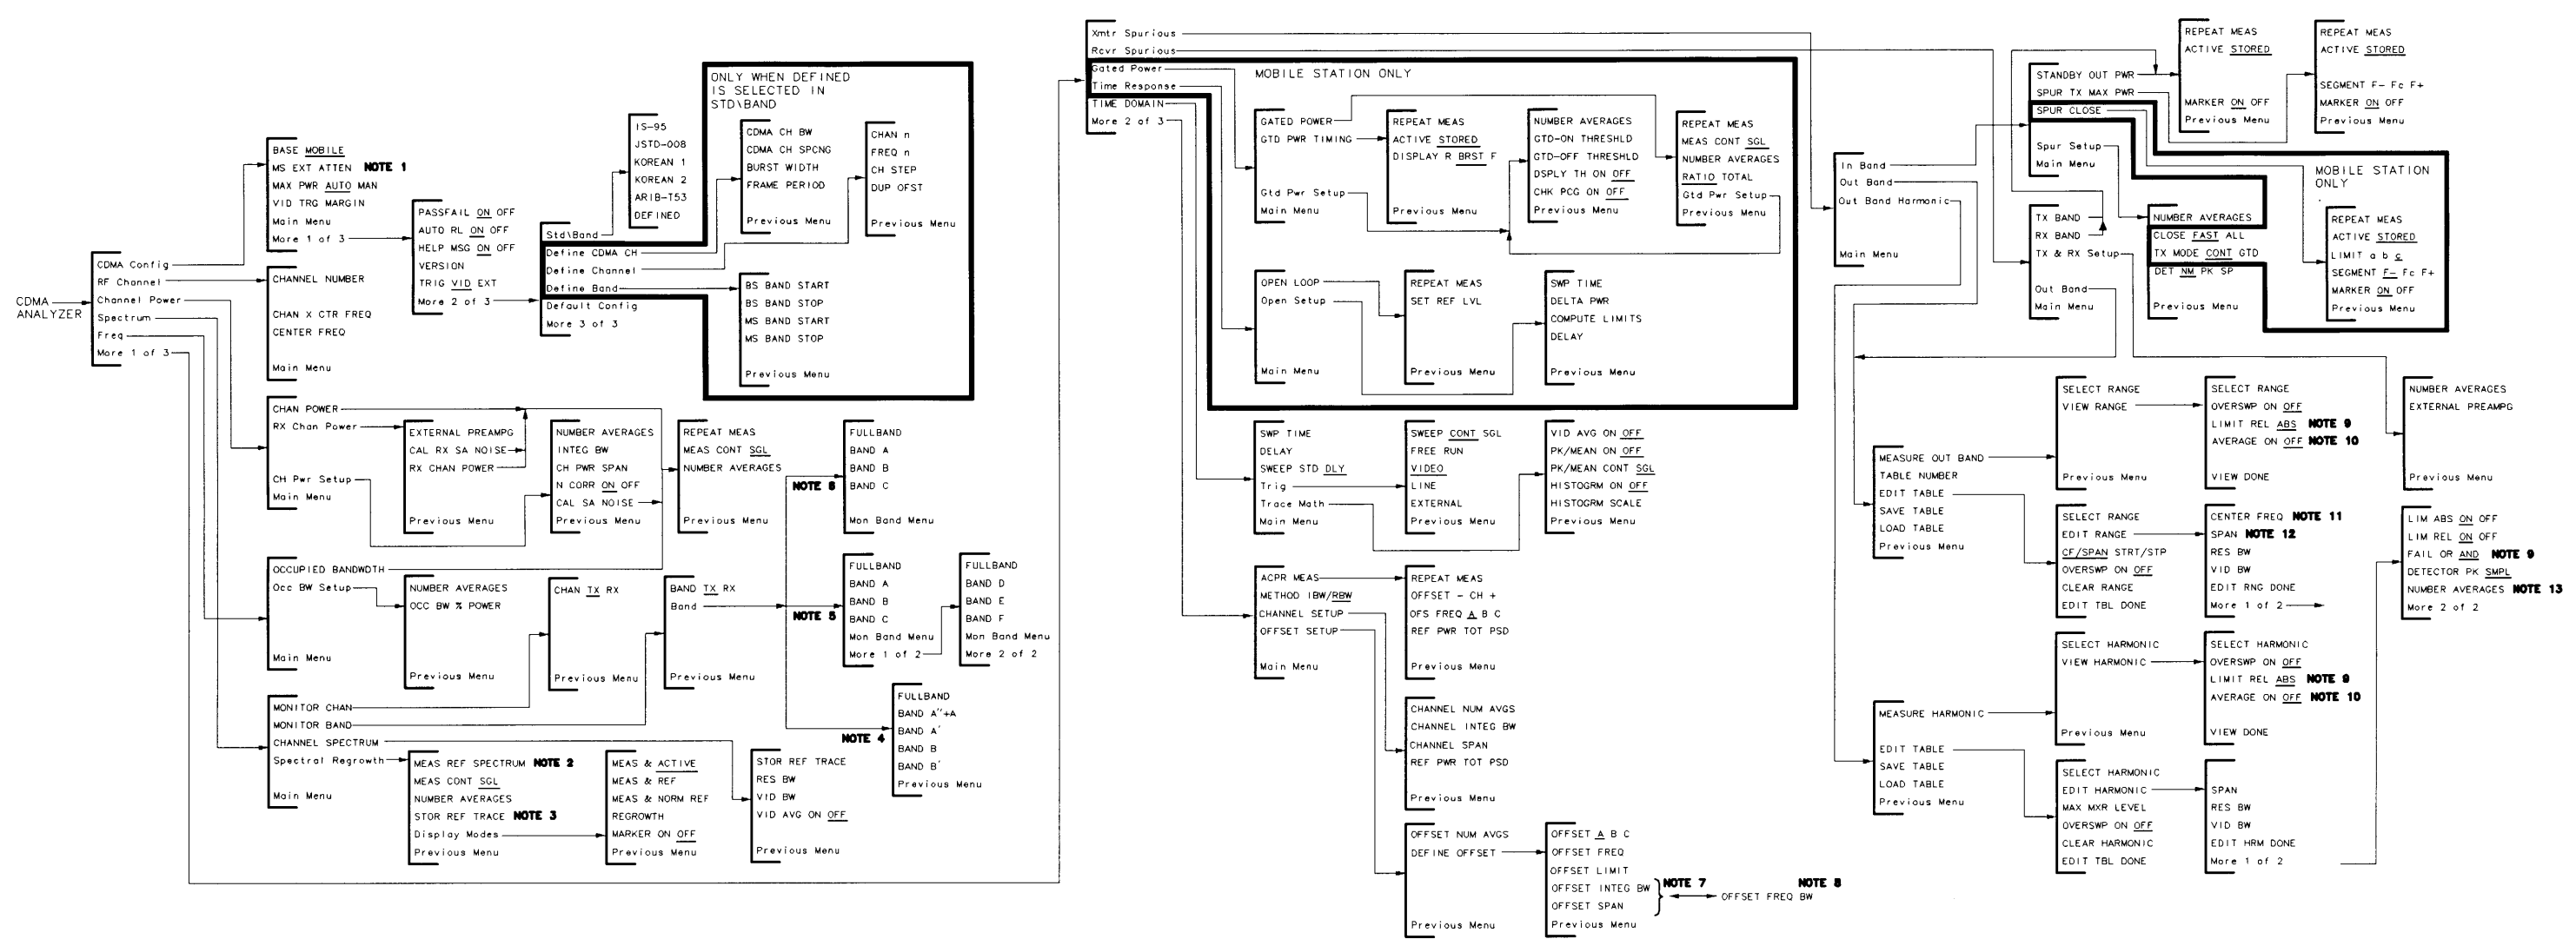 CDMA
ANALYZER
CDMA Config
RF Channel
Channel Power
Spectrum
Freq
More 1 of 3
BASE MOBILE
MS EXT ATTEN NOTE 1
MAX PWR AUTO MAN
VID TRG MARGIN
Main Menu
More 1 of 3
CHANNEL NUMBER
CHAN X CTR FREQ
CENTER FREQ
Main Menu
PASSFAIL ON OFF
AUTO RL ON OFF
HELP MSG ON OFF
VERSION
TRIG VID EXT
More 2 of 3
Std\Band
Define CDMA CH
Define Channel
Define Band
Default Config
More 3 of 3
IS-95
JSTD-008
KOREAN 1
KOREAN 2
ARIB-T53
DEFINED
ONLY WHEN DEFINED
IS SELECTED IN
STD\BAND
CDMA CH BW
CDMA CH SPCNG
BURST WIDTH
FRAME PERIOD
Previous Menu
CHAN n
FREQ n
CH STEP
DUP OFST
Previous Menu
BS BAND START
BS BAND STOP
MS BAND START
MS BAND STOP
Previous Menu
CHAN POWER
RX Chan Power
CH Pwr Setup
Main Menu
EXTERNAL PREAMPG
CAL RX SA NOISE
RX CHAN POWER
Previous Menu
NUMBER AVERAGES
INTEG BW
CH PWR SPAN
N CORR ON OFF
CAL SA NOISE
Previous Menu
REPEAT MEAS
MEAS CONT SGL
NUMBER AVERAGES
Previous Menu
NOTE 6
FULLBAND
BAND A
BAND B
BAND C
Mon Band Menu
OCCUPIED BANDWDTH
Occ BW Setup
Main Menu
NUMBER AVERAGES
OCC BW % POWER
Previous Menu
CHAN TX RX
Previous Menu
BAND TX RX
Band
Previous Menu
NOTE 5
FULLBAND
BAND A
BAND B
BAND C
Mon Band Menu
More 1 of 2
FULLBAND
BAND D
BAND E
BAND F
Mon Band Menu
More 2 of 2
NOTE 4
FULLBAND
BAND A"+A
BAND A'
BAND B
BAND B'
Previous Menu
MONITOR CHAN
MONITOR BAND
CHANNEL SPECTRUM
Spectral Regrowth
Main Menu
MEAS REF SPECTRUM NOTE 2
MEAS CONT SGL
NUMBER AVERAGES
STOR REF TRACE NOTE 3
Display Modes
Previous Menu
MEAS & ACTIVE
MEAS & REF
MEAS & NORM REF
REGROWTH
MARKER ON OFF
Previous Menu
STOR REF TRACE
RES BW
VID BW
VID AVG ON OFF
Previous Menu
Xmtr Spurious
Rcvr Spurious
Gated Power
Time Response
TIME DOMAIN
More 2 of 3
MOBILE STATION ONLY
GATED POWER
GTD PWR TIMING
Gtd Pwr Setup
Main Menu
REPEAT MEAS
ACTIVE STORED
DISPLAY R BRST F
Previous Menu
NUMBER AVERAGES
GTD-ON THRESHLD
GTD-OFF THRESHLD
DSPLY TH ON OFF
CHK PCG ON OFF
Previous Menu
REPEAT MEAS
MEAS CONT SGL
NUMBER AVERAGES
RATIO TOTAL
Gtd Pwr Setup
Previous Menu
OPEN LOOP
Open Setup
Main Menu
REPEAT MEAS
SET REF LVL
Previous Menu
SWP TIME
DELTA PWR
COMPUTE LIMITS
DELAY
Previous Menu
SWP TIME
DELAY
SWEEP STD DLY
Trig
Trace Math
Main Menu
SWEEP CONT SGL
FREE RUN
VIDEO
LINE
EXTERNAL
Previous Menu
VID AVG ON OFF
PK/MEAN ON OFF
PK/MEAN CONT SGL
HISTOGRM ON OFF
HISTOGRM SCALE
Previous Menu
ACPR MEAS
METHOD IBW/RBW
CHANNEL SETUP
OFFSET SETUP
Main Menu
REPEAT MEAS
OFFSET - CH +
OFS FREQ A B C
REF PWR TOT PSD
Previous Menu
CHANNEL NUM AVGS
CHANNEL INTEG BW
CHANNEL SPAN
REF PWR TOT PSD
Previous Menu
OFFSET NUM AVGS
DEFINE OFFSET
Previous Menu
OFFSET A B C
OFFSET FREQ
OFFSET LIMIT
OFFSET INTEG BW
OFFSET SPAN
Previous Menu
NOTE 7
NOTE 8
OFFSET FREQ BW
In Band
Out Band
Out Band Harmonic
Main Menu
STANDBY OUT PWR
SPUR TX MAX PWR
SPUR CLOSE
Spur Setup
Main Menu
REPEAT MEAS
ACTIVE STORED
MARKER ON OFF
Previous Menu
REPEAT MEAS
ACTIVE STORED
SEGMENT F- Fc F+
MARKER ON OFF
Previous Menu
TX BAND
RX BAND
TX & RX Setup
Out Band
Main Menu
NUMBER AVERAGES
CLOSE FAST ALL
TX MODE CONT GTD
DET NM PK SP
Previous Menu
MOBILE STATION
ONLY
REPEAT MEAS
ACTIVE STORED
LIMIT a b c
SEGMENT F- Fc F+
MARKER ON OFF
Previous Menu
MEASURE OUT BAND
TABLE NUMBER
EDIT TABLE
SAVE TABLE
LOAD TABLE
Previous Menu
SELECT RANGE
VIEW RANGE
Previous Menu
SELECT RANGE
OVERSWP ON OFF
LIMIT REL ABS NOTE 9
AVERAGE ON OFF NOTE 10
VIEW DONE
NUMBER AVERAGES
EXTERNAL PREAMPG
Previous Menu
SELECT RANGE
EDIT RANGE
CF/SPAN STRT/STP
OVERSWP ON OFF
CLEAR RANGE
EDIT TBL DONE
CENTER FREQ NOTE 11
SPAN NOTE 12
RES BW
VID BW
EDIT RNG DONE
More 1 of 2
LIM ABS ON OFF
LIM REL ON OFF
FAIL OR AND NOTE 9
DETECTOR PK SMPL
NUMBER AVERAGES NOTE 13
More 2 of 2
MEASURE HARMONIC
EDIT TABLE
SAVE TABLE
LOAD TABLE
Previous Menu
SELECT HARMONIC
VIEW HARMONIC
Previous Menu
SELECT HARMONIC
OVERSWP ON OFF
LIMIT REL ABS NOTE 9
AVERAGE ON OFF NOTE 10
VIEW DONE
SELECT HARMONIC
EDIT HARMONIC
MAX MXR LEVEL
OVERSWP ON OFF
CLEAR HARMONIC
EDIT TBL DONE
SPAN
RES BW
VID BW
EDIT HRM DONE
More 1 of 2